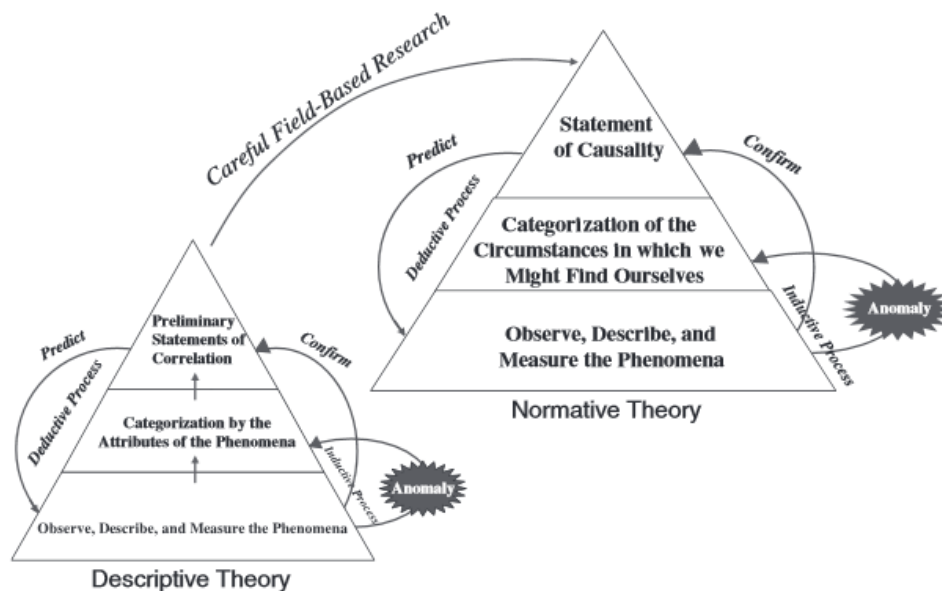 Careful Field-Based Research
Statement
of Causality
Predict
Deductive Process
Confirm
Categorization of the
Circumstances in which we
Might Find Ourselves
Anomaly
Inductive Process
Observe, Describe, and
Measure the Phenomena
Normative Theory
Preliminary
Statements of
Correlation
Predict
Deductive Process
Confirm
Categorization by the
Attributes of the Phenomena
Anomaly
Inductive Process
Observe, Describe, and Measure the Phenomena
Descriptive Theory